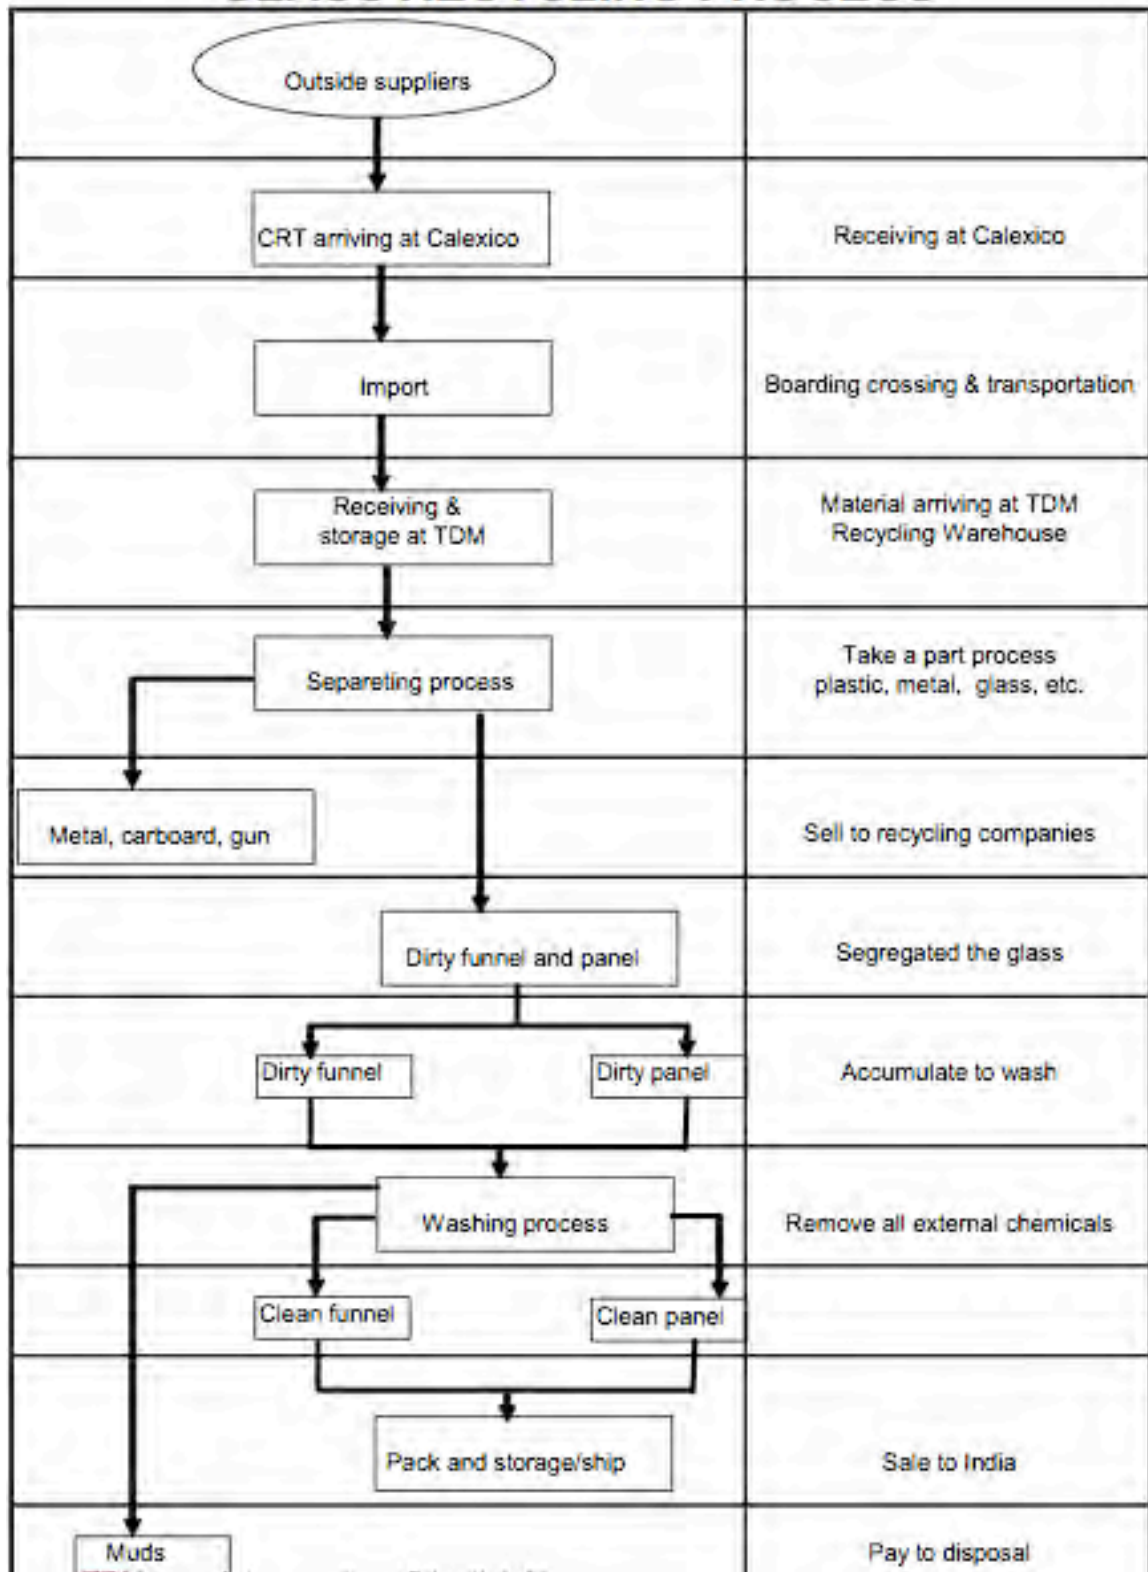 Outside suppliers
CRT arriving at Calexico
Receiving at Calexico
Import
Boarding crossing & transportation
Receiving &
storage at TDM
Material arriving at TDM
Recycling Warehouse
Separeting process
Take a part process
plastic, metal, glass, etc.
Metal, carboard, gun
Sell to recycling companies
Dirty funnel and panel
Segregated the glass
Dirty funnel
Dirty panel
Accumulate to wash
Washing process
Remove all external chemicals
Clean funnel
Clean panel
Pack and storage/ship
Sale to India
Muds
Pay to disposal